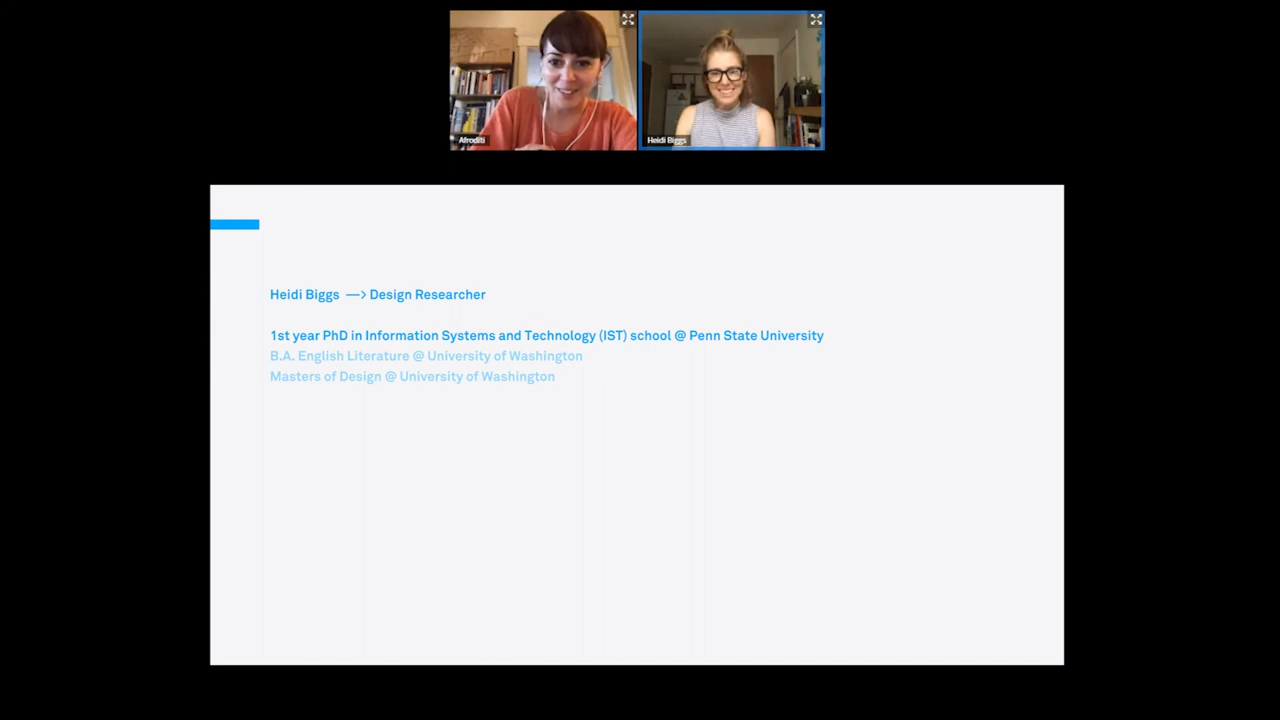 Afroditi
Heidi Biggs
Heidi Biggs —> Design Researcher
1st year PhD in Information Systems and Technology (IST) school @ Penn State University
B.A. English Literature @ University of Washington
Masters of Design @ University of Washington